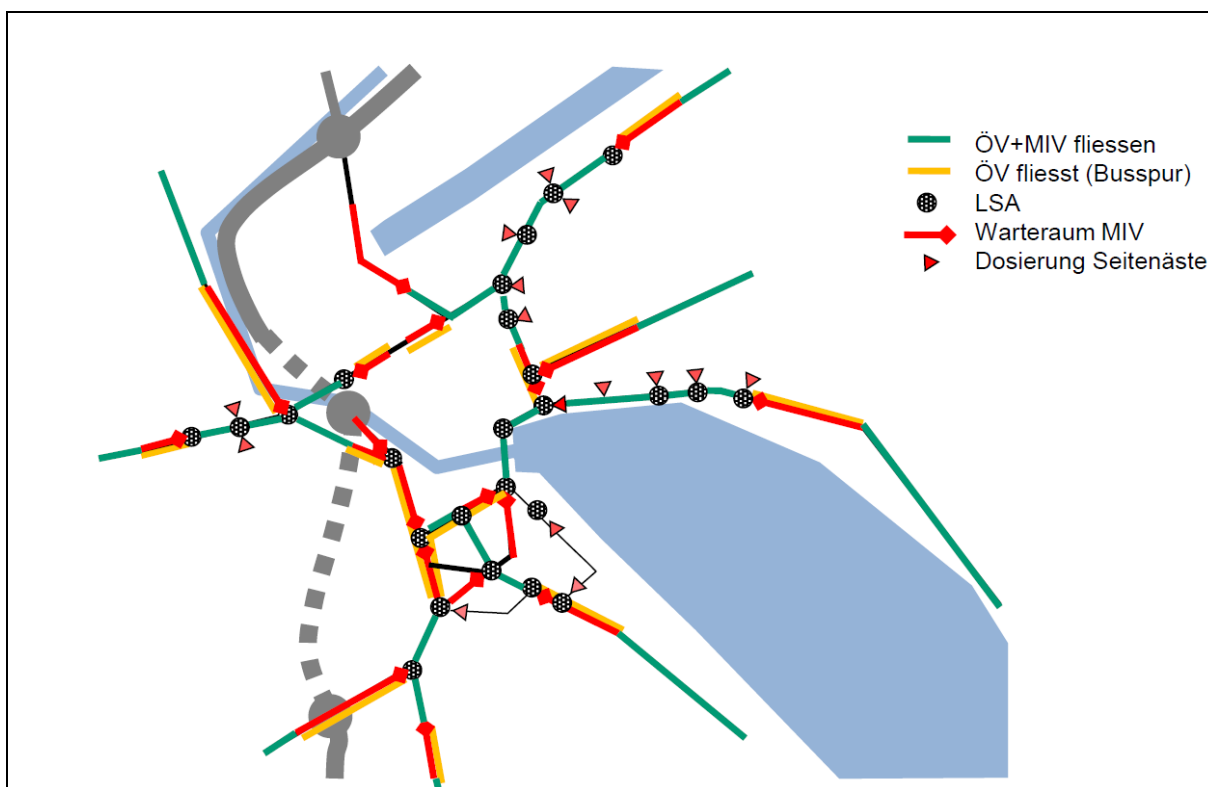 ÖV+MIV fliessen
ÖV fliesst (Busspur)
LSA
Warteraum MIV
Dosierung Seitenäste